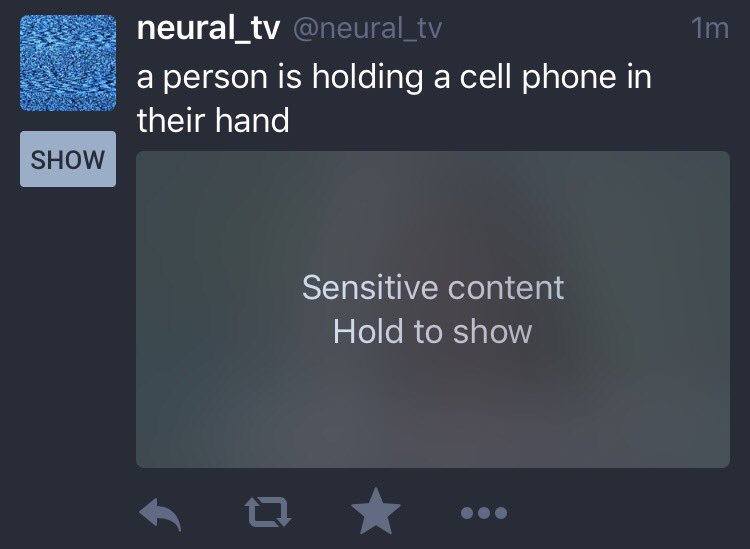 neural_tv @neural_tv 1m
a person is holding a cell phone in
their hand
SHOW
Sensitive content
Hold to show